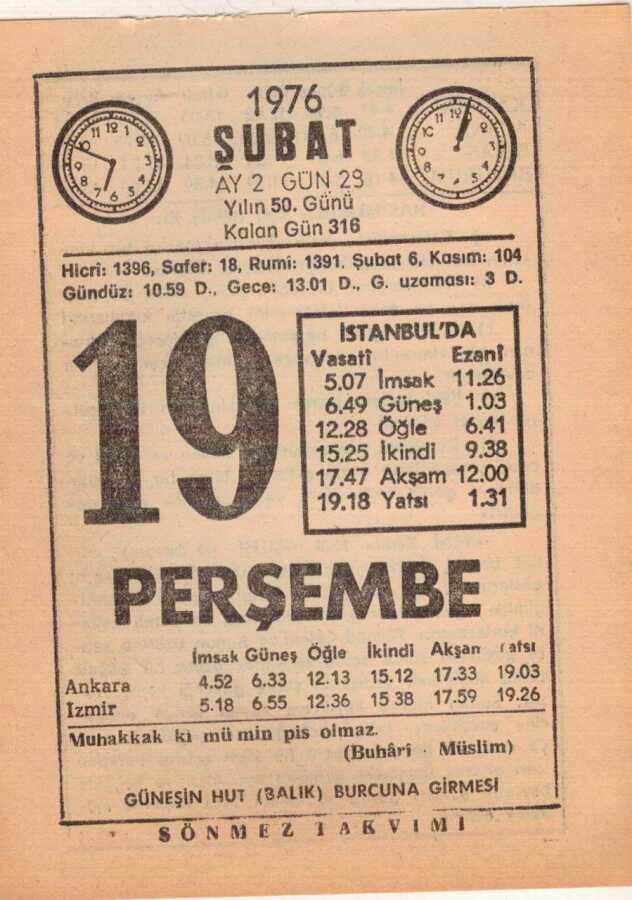 1976
ŞUBAT
AY 2 GÜN 29
Yılın 50. Günü
Kalan Gün 316
Hicrî: 1396, Safer: 18, Rumi: 1391, Şubat 6, Kasım: 104
Gündüz: 10.59 D., Gece: 13.01 D., G. uzaması: 3 D.
19
İSTANBUL'DA
Vasatî Ezanî
5.07 İmsak 11.26
6.49 Güneş 1.03
12.28 Öğle 6.41
15.25 İkindi 9.38
17.47 Akşam 12.00
19.18 Yatsı 1.31
PERŞEMBE
İmsak Güneş Öğle İkindi Akşan
Ankara 4.52 6.33 12.13 15.12 17.33 19.03
İzmir 5.18 6.55 12.36 15 38 17.59 19.26
Muhakkak ki mü min pis olmaz.
(Buhârî - Müslim)
GÜNEŞİN HUT (BALIK) BURCUNA GİRMESİ
SÖNMEZ TAKVİMİ